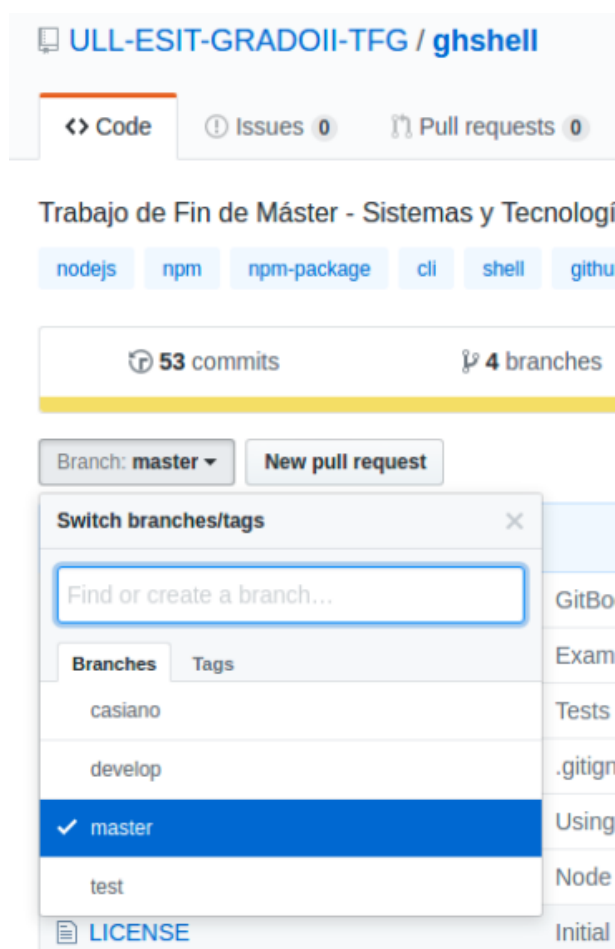 ULL-ESIT-GRADOII-TFG / ghshell
Code Issues 0 Pull requests 0
Trabajo de Fin de Máster - Sistemas y Tecnologí
nodejs npm npm-package cli shell githu
53 commits 4 branches
Branch: master New pull request
Switch branches/tags
Find or create a branch...
GitBo
Branches Tags
Exam
casiano
Tests
develop
.gitign
master
Using
test
Node
LICENSE
Initial